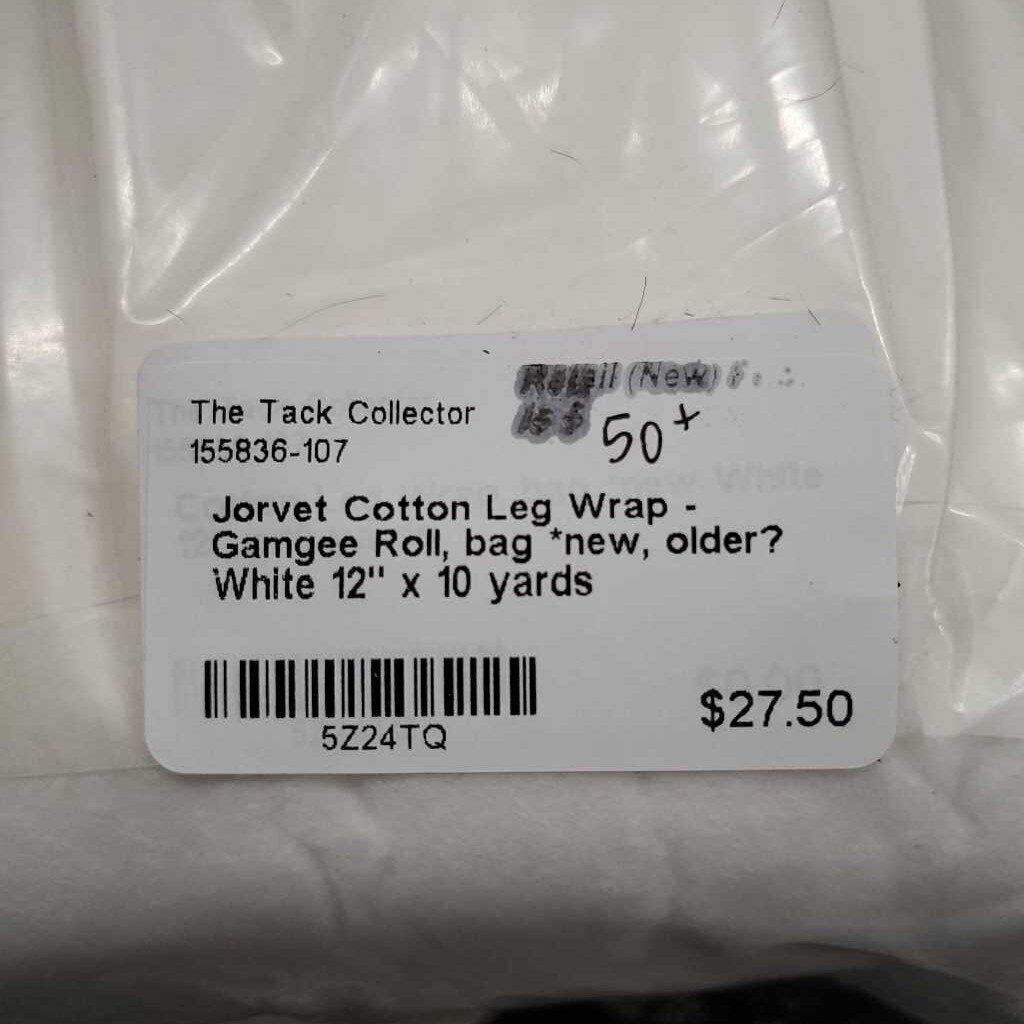 The Tack Collector
155836-107
Retail (New)
is $ 50+
Jorvet Cotton Leg Wrap -
Gamgee Roll, bag *new, older?
White 12" x 10 yards
5Z24TQ
$27.50